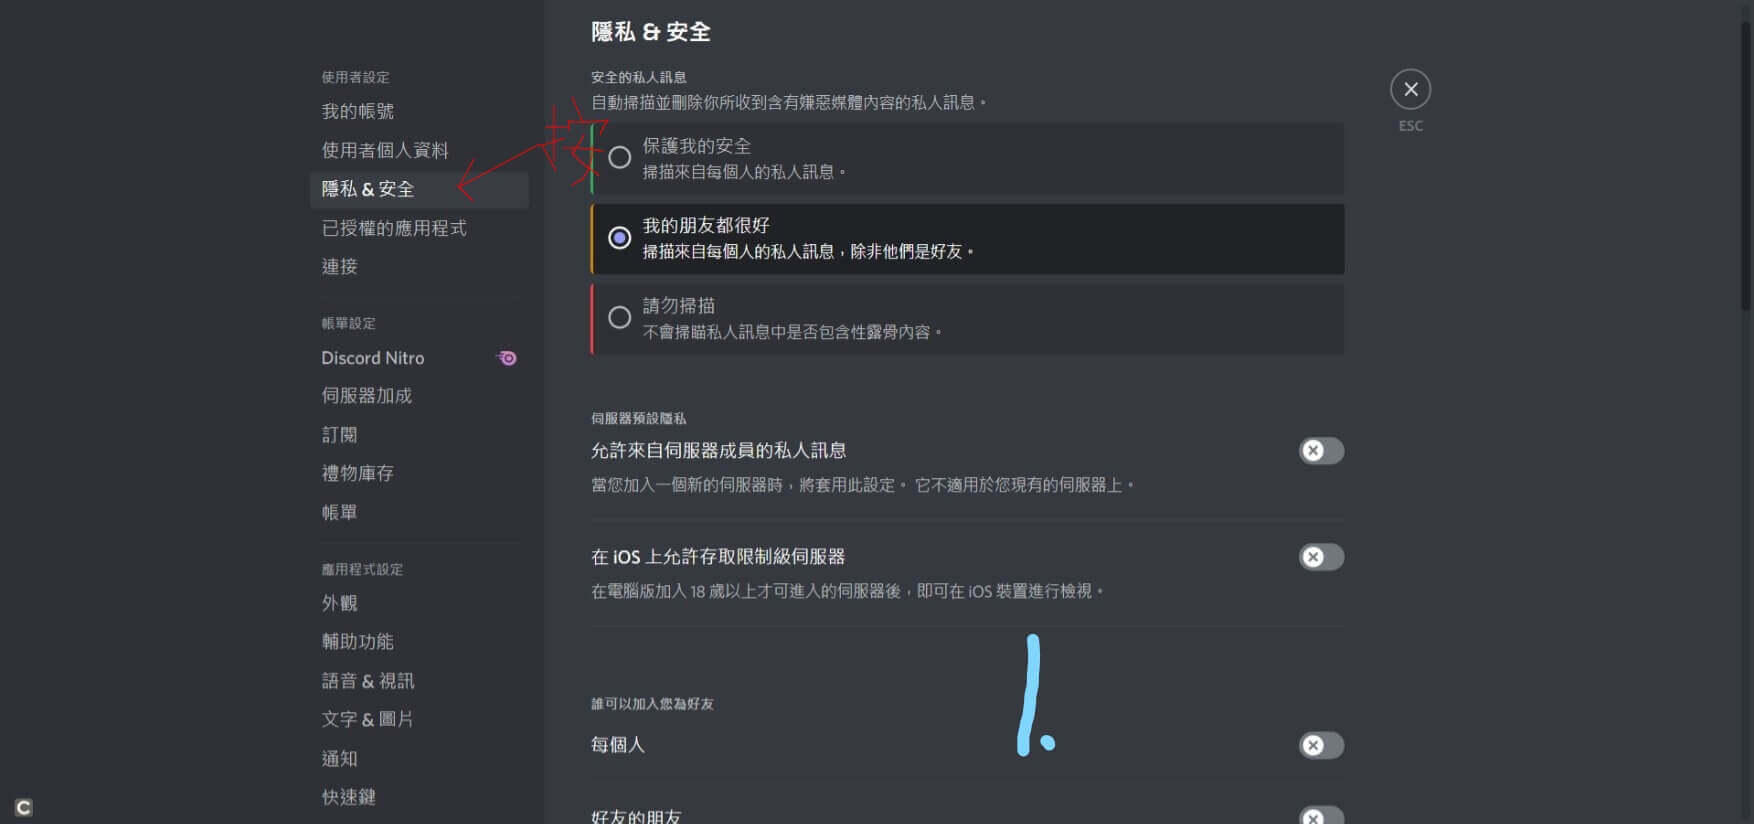 使用者設定
我的帳號
使用者個人資料
隱私 & 安全
已授權的應用程式
連接
帳單設定
Discord Nitro
伺服器加成
訂閱
禮物庫存
帳單
應用程式設定
外觀
輔助功能
語音 & 視訊
文字 & 圖片
通知
快速鍵
C
按
隱私 & 安全
安全的私人訊息
自動掃描並刪除你所收到含有嫌惡媒體內容的私人訊息。
保護我的安全
掃描來自每個人的私人訊息。
我的朋友都很好
掃描來自每個人的私人訊息，除非他們是好友。
請勿掃描
不會掃瞄私人訊息中是否包含性露骨內容。
伺服器預設隱私
允許來自伺服器成員的私人訊息
當您加入一個新的伺服器時，將套用此設定。 它不適用於您現有的伺服器上。
在 iOS 上允許存取限制級伺服器
在電腦版加入 18 歲以上才可進入的伺服器後，即可在 iOS 裝置進行檢視。
1.
誰可以加入您為好友
每個人
好友的朋友
ESC